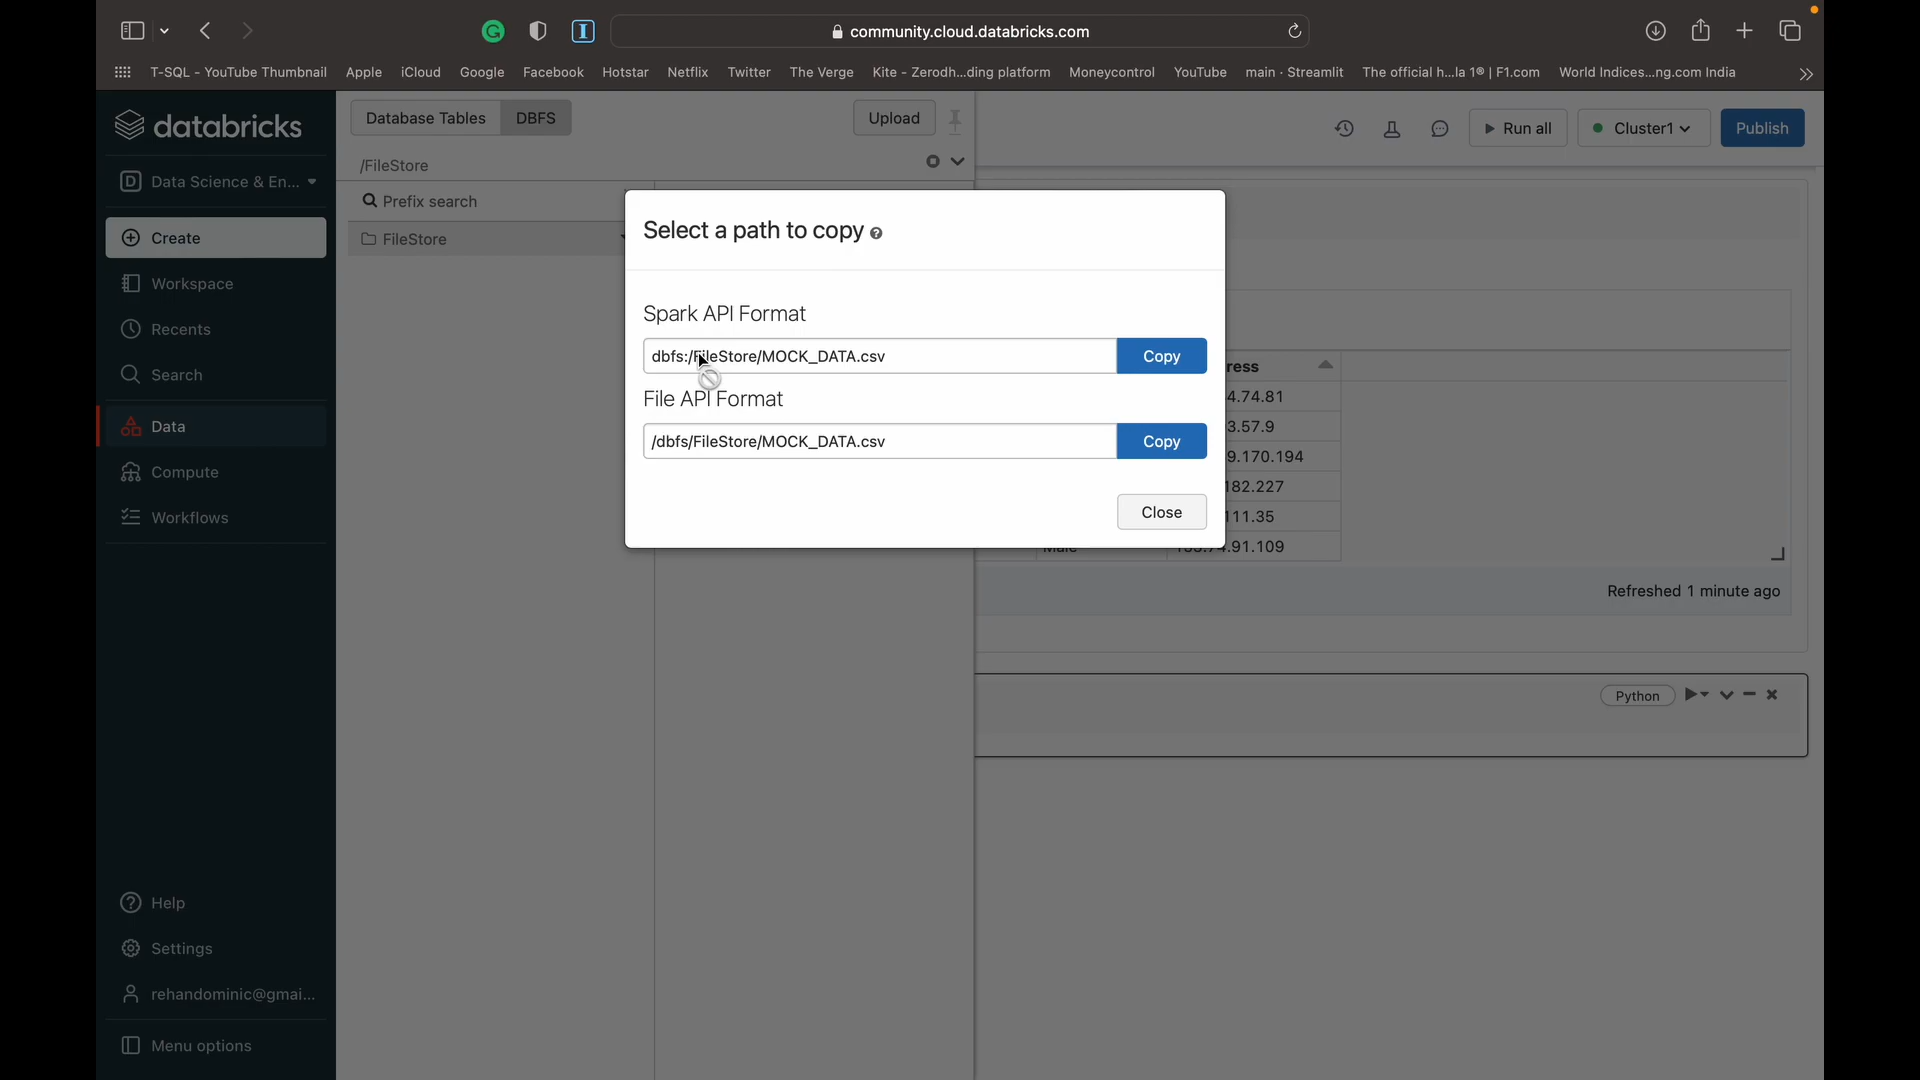 community.cloud.databricks.com
T-SQL - YouTube Thumbnail Apple iCloud Google Facebook Hotstar Netflix Twitter The Verge Kite - Zerodh...ding platform Moneycontrol YouTube main · Streamlit The official h...la 1® | F1.com World Indices...ng.com India
databricks
Data Science & En...
Create
Workspace
Recents
Search
Data
Compute
Workflows
Help
Settings
rehandominic@gmai...
Menu options
Database Tables DBFS Upload
/FileStore
Prefix search
FileStore
Run all Cluster1 Publish
Select a path to copy
Spark API Format
dbfs:/FileStore/MOCK_DATA.csv Copy
File API Format
/dbfs/FileStore/MOCK_DATA.csv Copy
Close
ress
4.74.81
3.57.9
9.170.194
182.227
111.35
Male .91.109
Refreshed 1 minute ago
Python